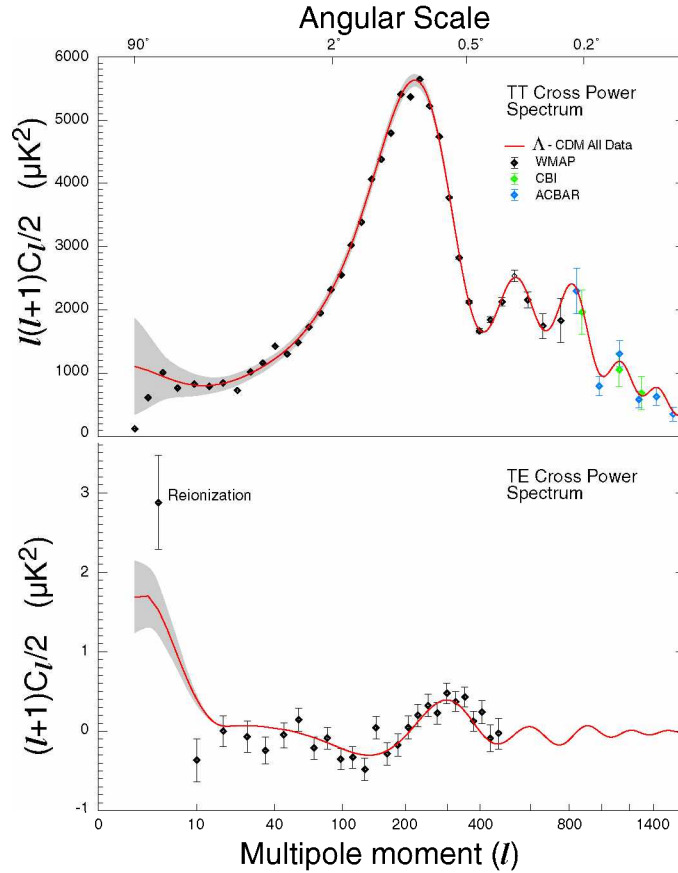 Angular Scale
90° 2° 0.5° 0.2°
6000
5000
4000
3000
2000
1000
0
l(l+1)Cl/2 (μK2)
TT Cross Power
Spectrum
Λ - CDM All Data
WMAP
CBI
ACBAR
3
2
1
0
-1
(l+1)Cl/2 (μK2)
Reionization
TE Cross Power
Spectrum
0 10 40 100 200 400 800 1400
Multipole moment (l)